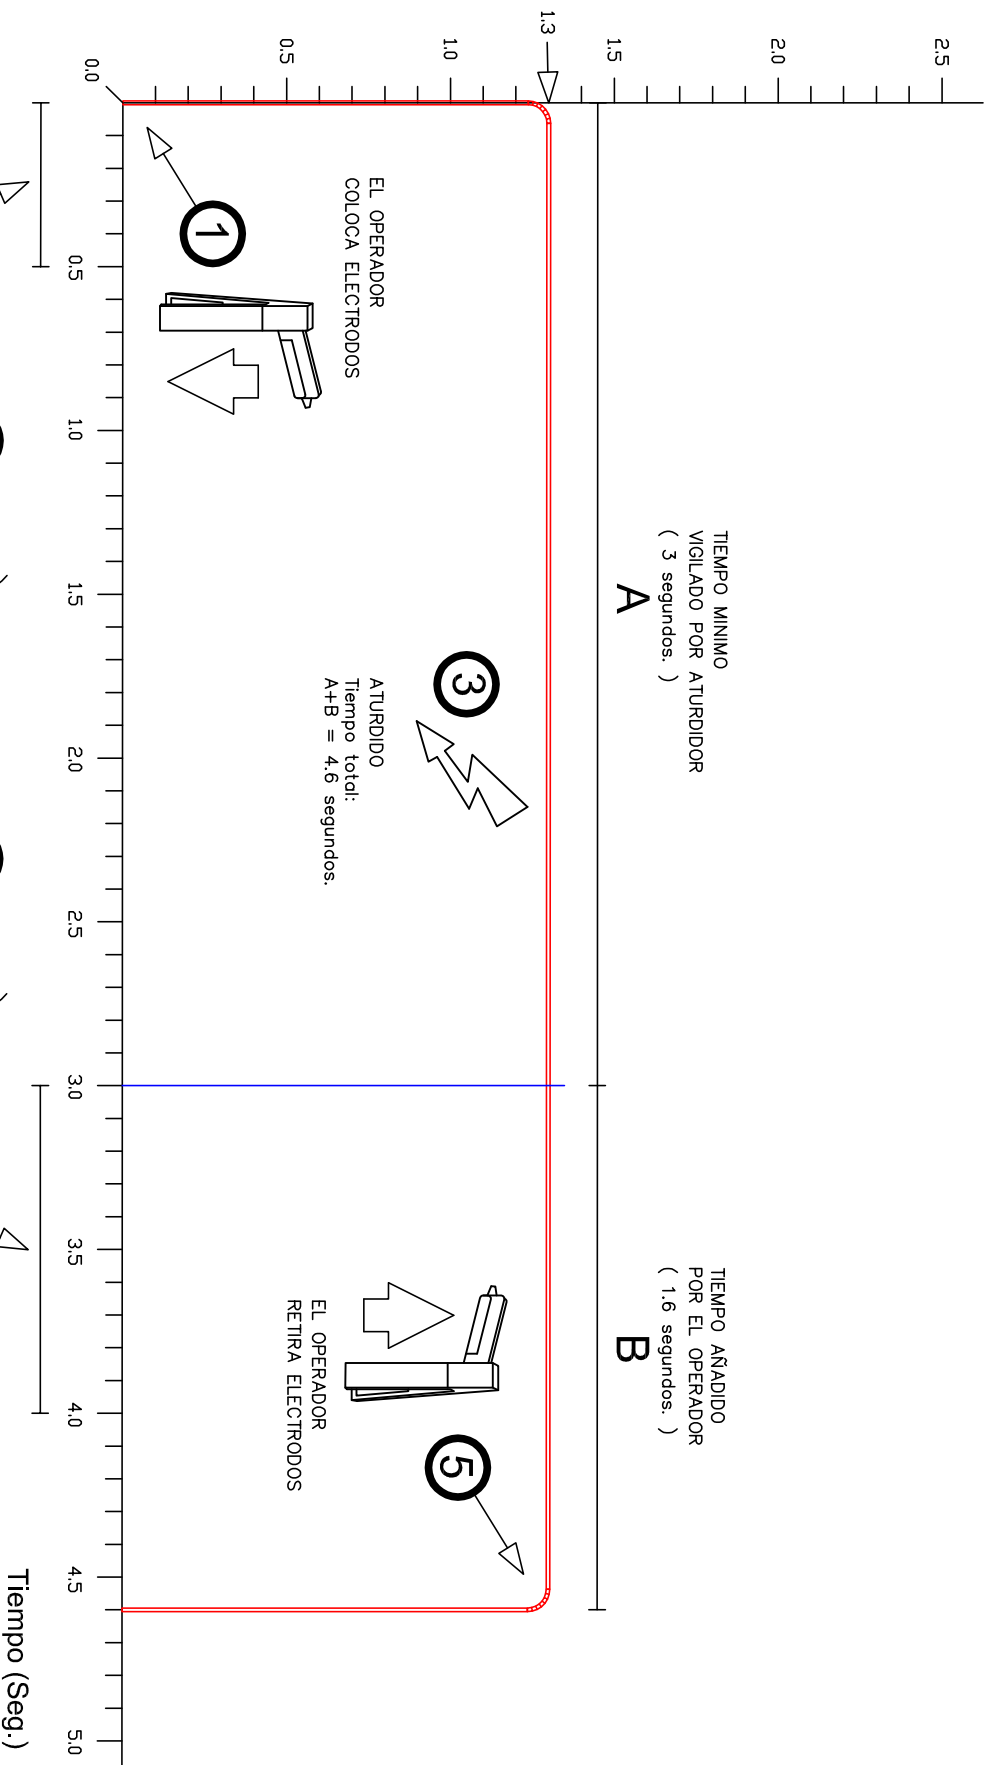 2.5
2.0
1.5
1.3
1.0
0.5
0.0
TIEMPO MINIMO
VIGILADO POR ATURDIDOR
( 3 segundos. )
A
TIEMPO AÑADIDO
POR EL OPERADOR
( 1.6 segundos. )
B
EL OPERADOR
COLOCA ELECTRODOS
1
3
ATURDIDO
Tiempo total:
A+B = 4.6 segundos.
5
EL OPERADOR
RETIRA ELECTRODOS
0.5
1.0
1.5
2.0
2.5
3.0
3.5
4.0
4.5
5.0
Tiempo (Seg.)